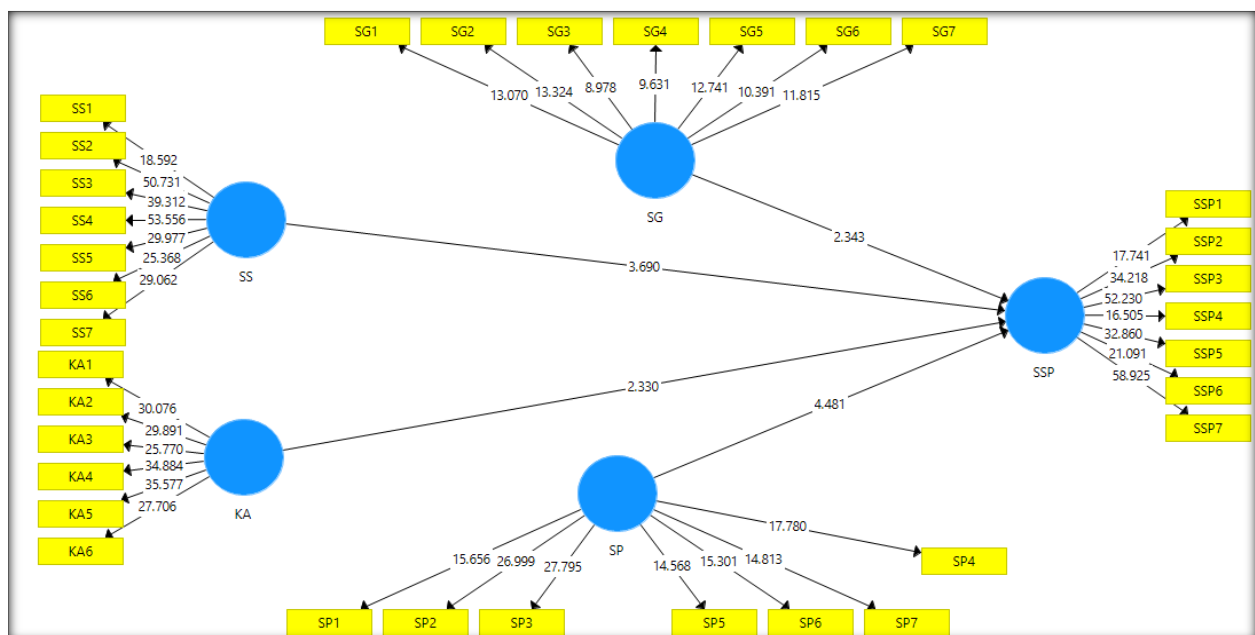 SG1 SG2 SG3 SG4 SG5 SG6 SG7
13.070 13.324 8.978 9.631 12.741 10.391 11.815
SG
SS1
SS2
SS3
SS4
SS5
SS6
SS7
18.592
50.731
39.312
53.556
29.977
25.368
29.062
SS
KA1
KA2
KA3
KA4
KA5
KA6
30.076
29.891
25.770
34.884
35.577
27.706
KA
2.343
3.690
2.330
4.481
SSP
17.741
34.218
52.230
16.505
32.860
21.091
58.925
SSP1
SSP2
SSP3
SSP4
SSP5
SSP6
SSP7
SP
15.656 26.999 27.795 14.568 15.301 14.813 17.780
SP4
SP1 SP2 SP3 SP5 SP6 SP7